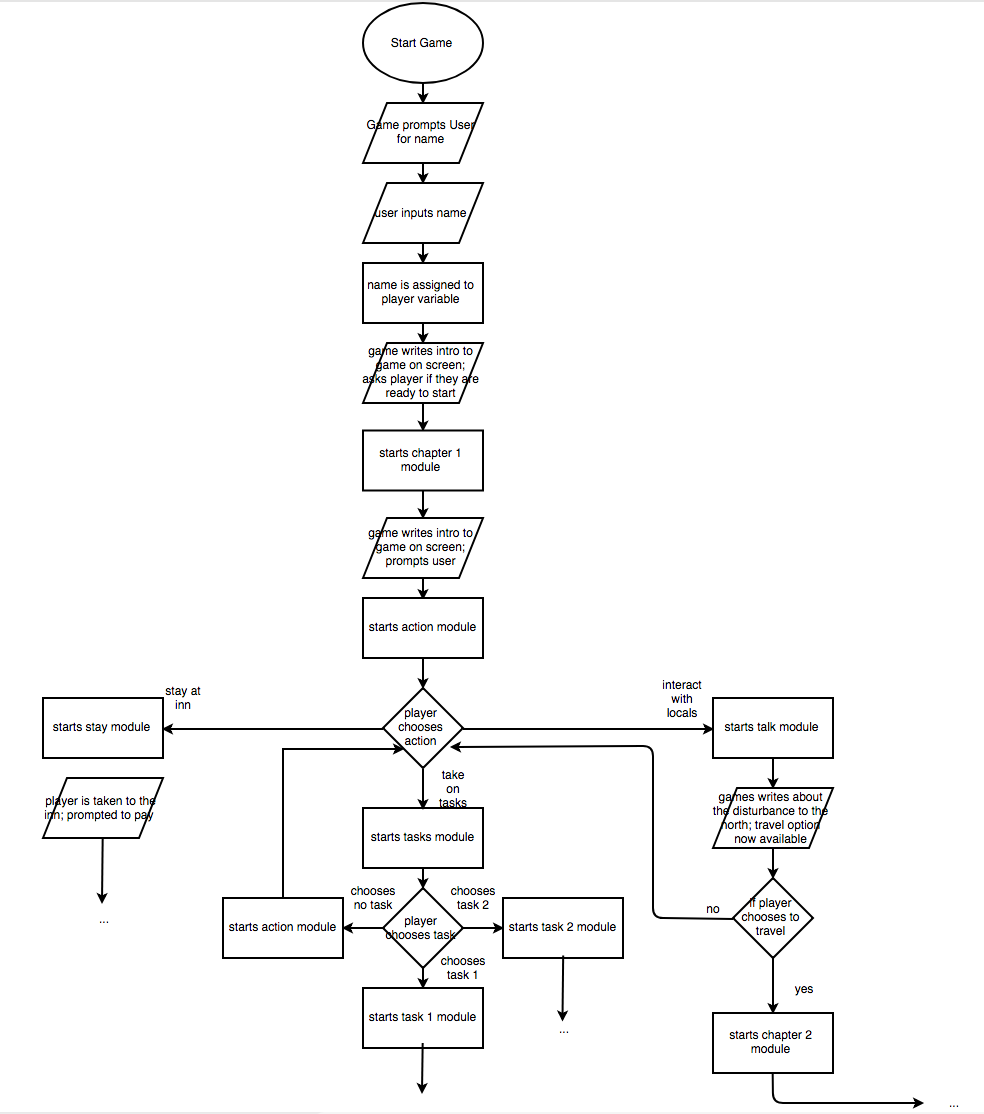 Start Game
Game prompts User
for name
user inputs name
name is assigned to
player variable
game writes intro to
game on screen;
asks player if they are
ready to start
starts chapter 1
module
game writes intro to
game on screen;
prompts user
starts action module
player
chooses
action
stay at
inn
starts stay module
player is taken to the
inn; prompted to pay
...
interact
with
locals
starts talk module
games writes about
the disturbance to the
north; travel option
now available
if player
chooses to
travel
no
yes
starts chapter 2
module
...
take
on
tasks
starts tasks module
player
chooses task
chooses
no task
starts action module
chooses
task 2
starts task 2 module
...
chooses
task 1
starts task 1 module